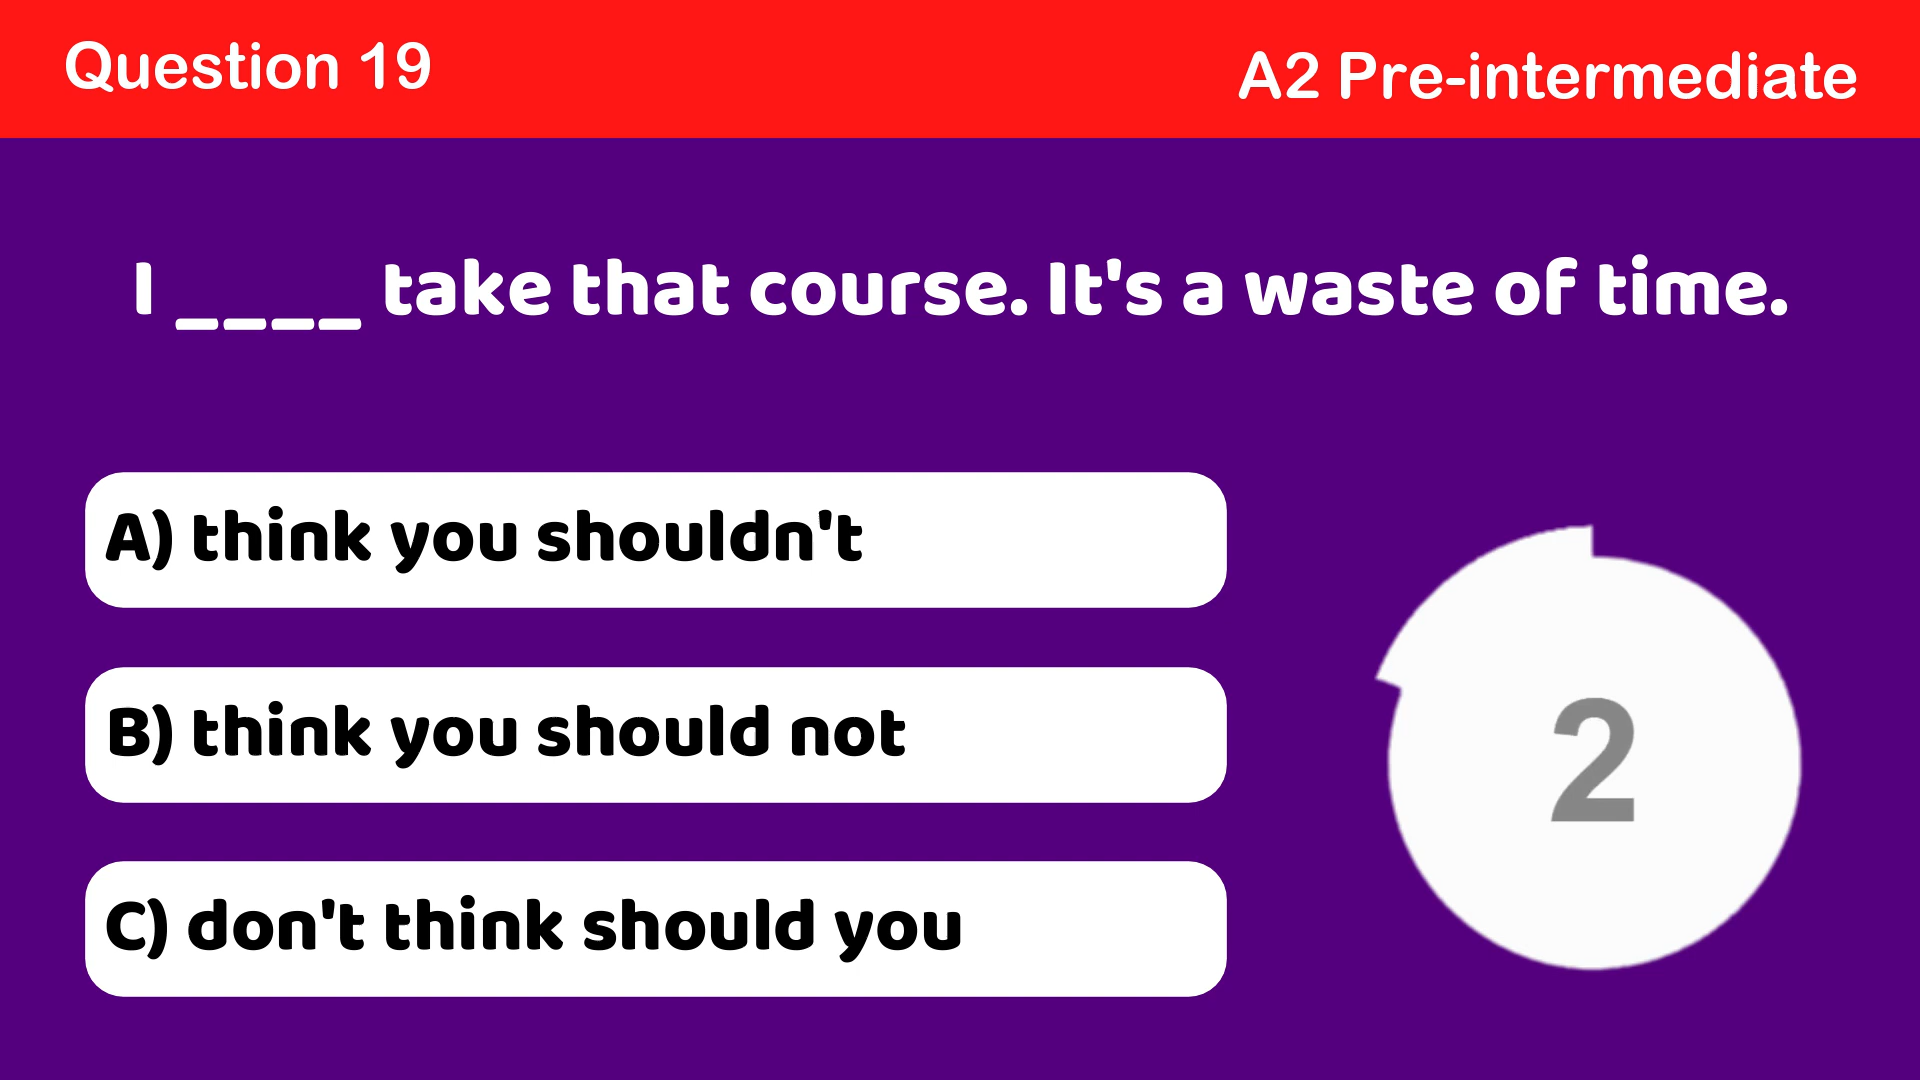 Question 19
A2 Pre-intermediate
I ____ take that course. It's a waste of time.
A) think you shouldn't
B) think you should not
C) don't think should you
2